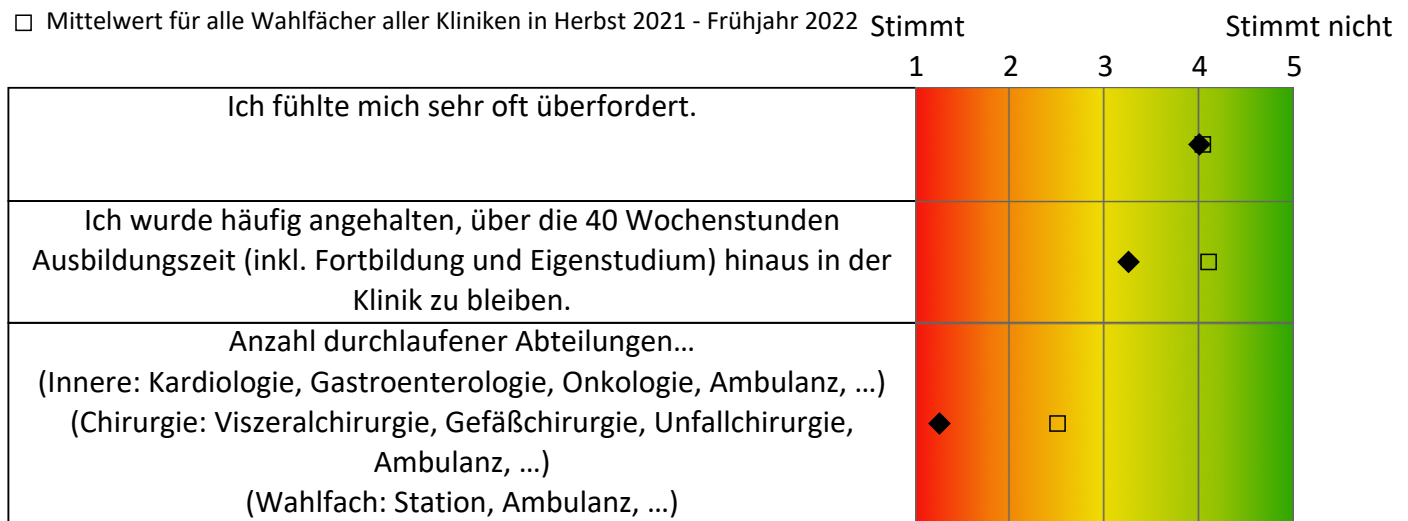 □ Mittelwert für alle Wahlfächer aller Kliniken in Herbst 2021 - Frühjahr 2022 Stimmt Stimmt nicht
1 2 3 4 5
Ich fühlte mich sehr oft überfordert.
Ich wurde häufig angehalten, über die 40 Wochenstunden
Ausbildungszeit (inkl. Fortbildung und Eigenstudium) hinaus in der
Klinik zu bleiben.
Anzahl durchlaufener Abteilungen…
(Innere: Kardiologie, Gastroenterologie, Onkologie, Ambulanz, …)
(Chirurgie: Viszeralchirurgie, Gefäßchirurgie, Unfallchirurgie,
Ambulanz, …)
(Wahlfach: Station, Ambulanz, …)